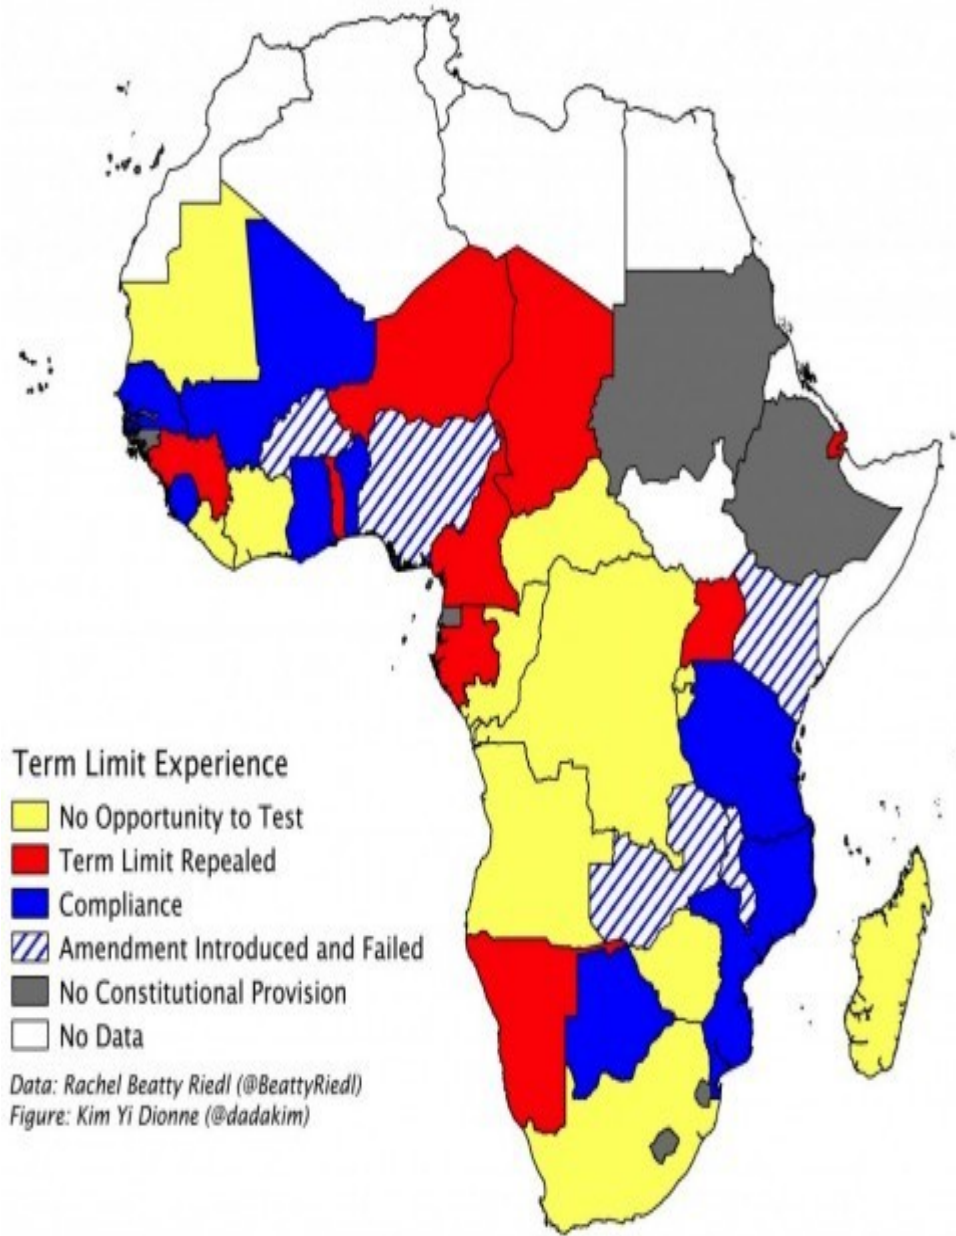 Term Limit Experience
No Opportunity to Test
Term Limit Repealed
Compliance
Amendment Introduced and Failed
No Constitutional Provision
No Data
Data: Rachel Beatty Riedl (@BeattyRiedl)
Figure: Kim Yi Dionne (@dadakim)